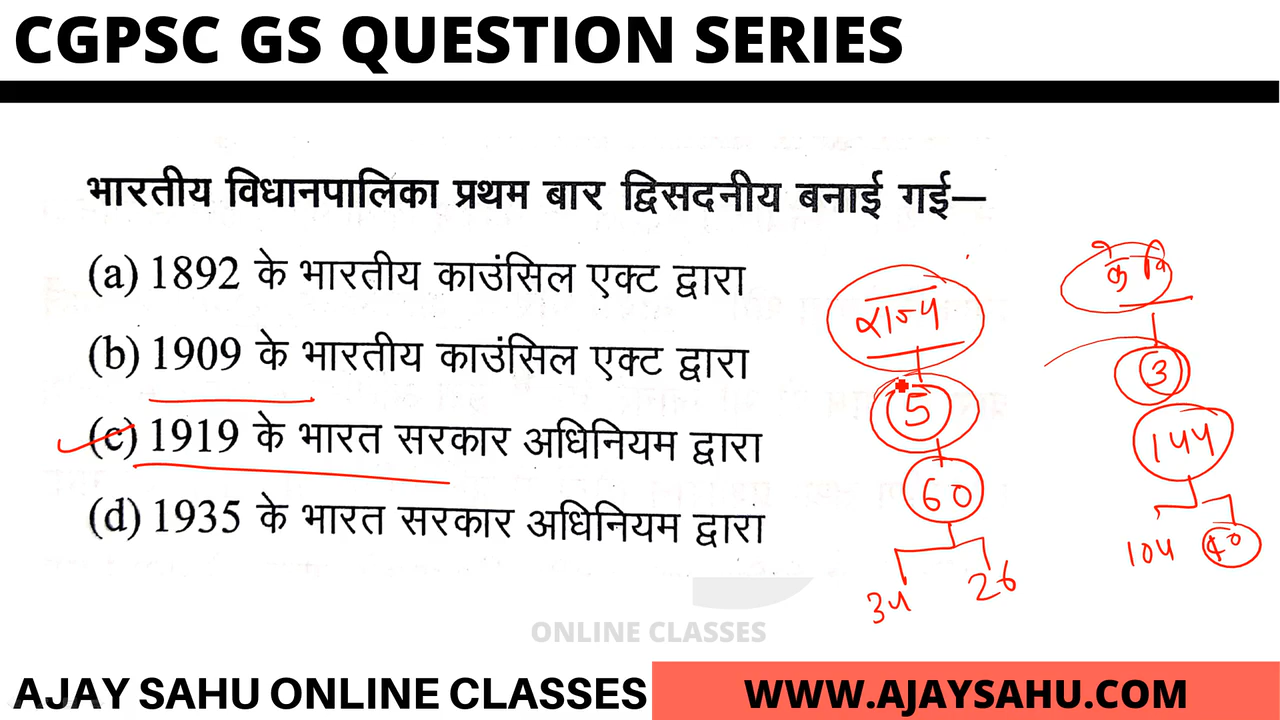 CGPSC GS QUESTION SERIES
भारतीय विधानपालिका प्रथम बार द्विसदनीय बनाई गई—
(a) 1892 के भारतीय काउंसिल एक्ट द्वारा
(b) 1909 के भारतीय काउंसिल एक्ट द्वारा
(c) 1919 के भारत सरकार अधिनियम द्वारा
(d) 1935 के भारत सरकार अधिनियम द्वारा
राज्य
5
60
34 26
के वि
3
144
104 40
ONLINE CLASSES
AJAY SAHU ONLINE CLASSES
WWW.AJAYSAHU.COM